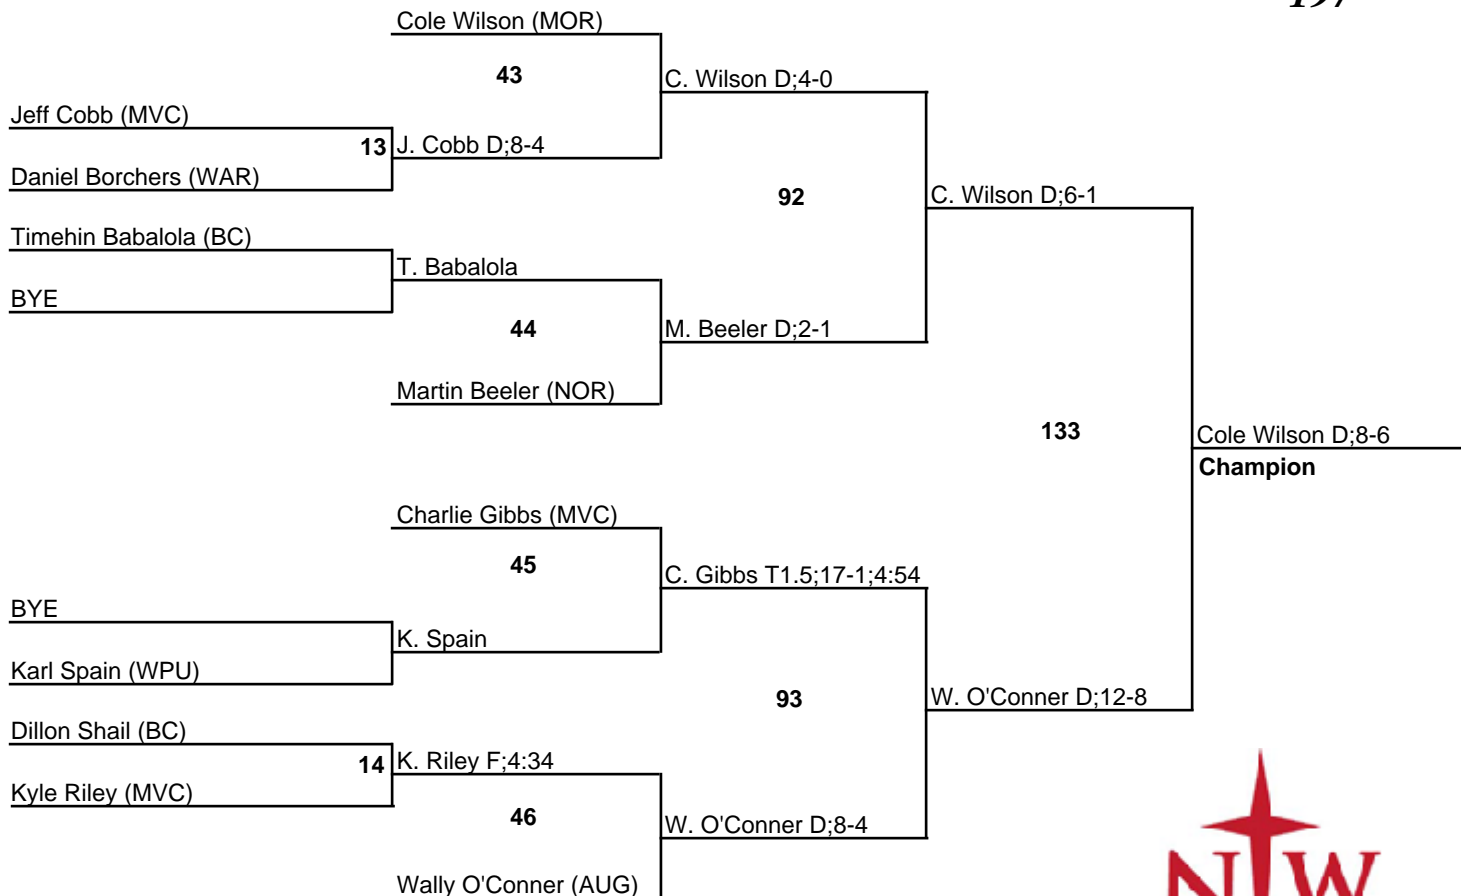 197
Cole Wilson (MOR)
43
C. Wilson D;4-0
Jeff Cobb (MVC)
13
J. Cobb D;8-4
Daniel Borchers (WAR)
92
C. Wilson D;6-1
Timehin Babalola (BC)
T. Babalola
BYE
44
M. Beeler D;2-1
Martin Beeler (NOR)
133
Cole Wilson D;8-6
Champion
Charlie Gibbs (MVC)
45
C. Gibbs T1.5;17-1;4:54
BYE
K. Spain
Karl Spain (WPU)
93
W. O'Conner D;12-8
Dillon Shail (BC)
14
K. Riley F;4:34
Kyle Riley (MVC)
46
W. O'Conner D;8-4
Wally O'Conner (AUG)
NW